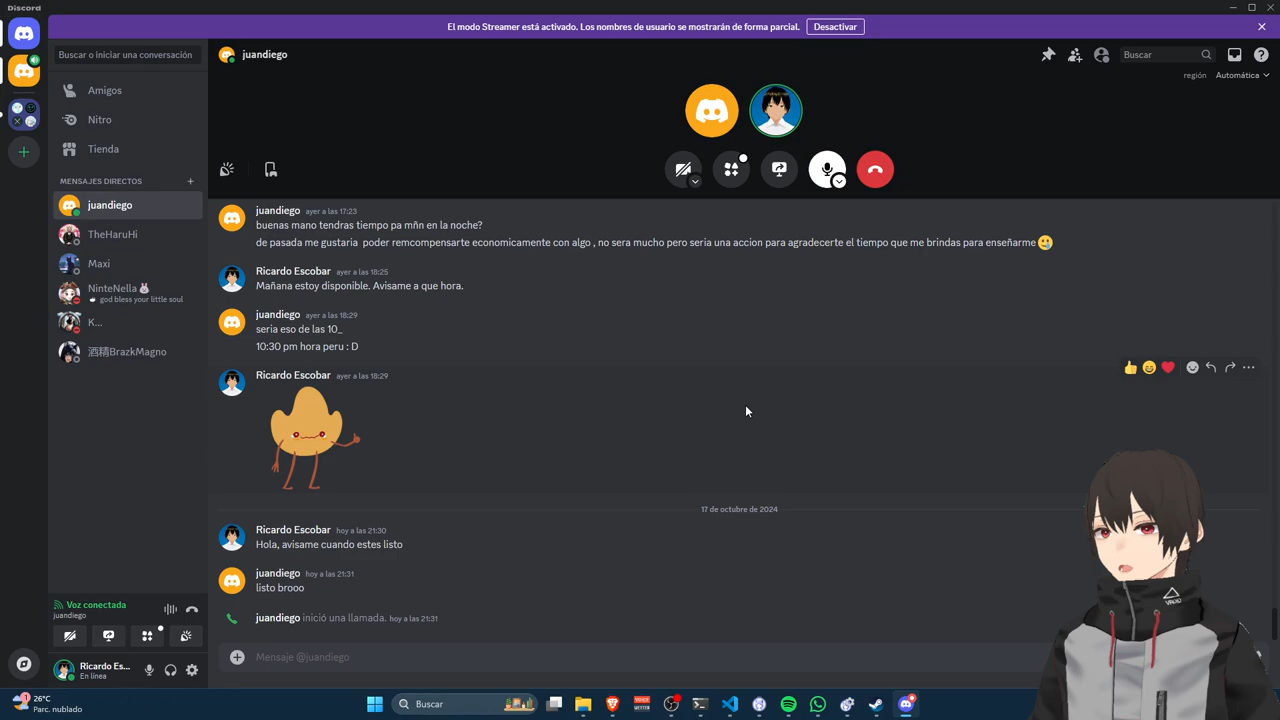 Discord
El modo Streamer está activado. Los nombres de usuario se mostrarán de forma parcial.
Desactivar
Buscar o iniciar una conversación
juandiego
Buscar
región
Automática
Amigos
Nitro
Tienda
MENSAJES DIRECTOS
juandiego
TheHaruHi
Maxi
NinteNella
god bless your little soul
K...
酒精BrazkMagno
juandiego ayer a las 17:23
buenas mano tendras tiempo pa mñn en la noche?
de pasada me gustaria poder remcompensarte economicamente con algo , no sera mucho pero seria una accion para agradecerte el tiempo que me brindas para enseñarme
Ricardo Escobar ayer a las 18:25
Mañana estoy disponible. Avisame a que hora.
juandiego ayer a las 18:29
seria eso de las 10_
10:30 pm hora peru : D
Ricardo Escobar ayer a las 18:29
17 de octubre de 2024
Ricardo Escobar hoy a las 21:30
Hola, avisame cuando estes listo
juandiego hoy a las 21:31
listo brooo
juandiego inició una llamada. hoy a las 21:31
Mensaje @juandiego
Voz conectada
juandiego
Ricardo Es...
En línea
1
26°C
Parc. nublado
Buscar